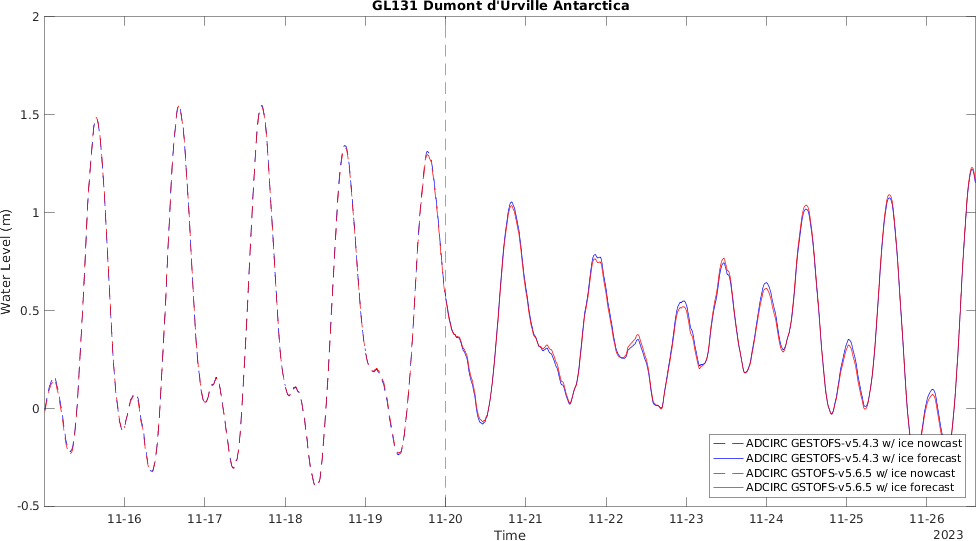 GL131 Dumont d'Urville Antarctica
2
1.5
1
0.5
0
-0.5
Water Level (m)
11-16 11-17 11-18 11-19 11-20 11-21 11-22 11-23 11-24 11-25 11-26
Time
2023
ADCIRC GESTOFS-v5.4.3 w/ ice nowcast
ADCIRC GESTOFS-v5.4.3 w/ ice forecast
ADCIRC GSTOFS-v5.6.5 w/ ice nowcast
ADCIRC GSTOFS-v5.6.5 w/ ice forecast